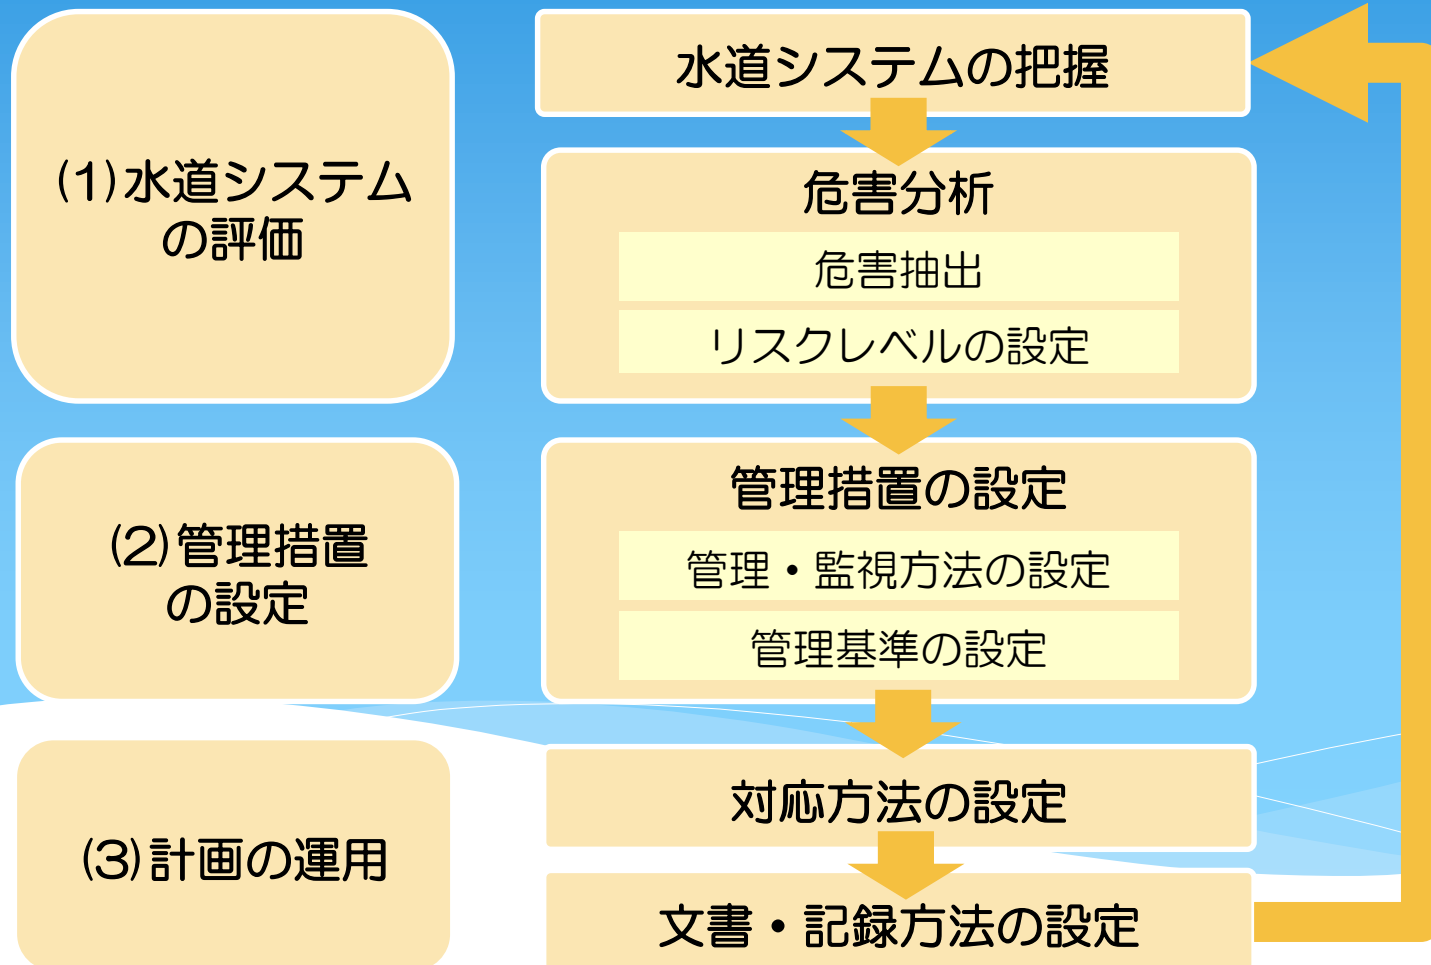 (1)水道システム
の評価
水道システムの把握
危害分析
危害抽出
リスクレベルの設定
(2)管理措置
の設定
管理措置の設定
管理・監視方法の設定
管理基準の設定
(3)計画の運用
対応方法の設定
文書・記録方法の設定